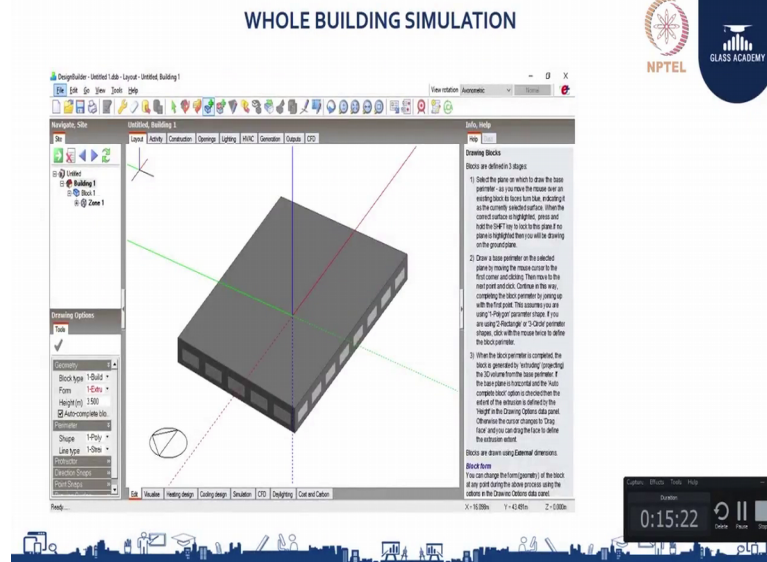 WHOLE BUILDING SIMULATION
NPTEL
GLASS ACADEMY
DesignBuilder - Untitled 1.dsb - Layout - Untitled, Building 1
File Edit Go View Tools Help
View rotation Axonometric Normal
Navigate, Site
Untitled, Building 1
Info, Help
Site
Layout Activity Construction Openings Lighting HVAC Generation Outputs CFD
Help
Untitled
Building 1
Block 1
Zone 1
Drawing Blocks
Blocks are defined in 3 stages:
1) Select the plane on which to draw the base
perimeter - as you move the mouse over an
existing block its faces turn blue, indicating it
as the currently selected surface. When the
correct surface is highlighted, press and
hold the SHIFT key to lock to this plane. If no
plane is highlighted then you will be drawing
on the ground plane.
2) Draw a base perimeter on the selected
plane by moving the mouse cursor to the
first corner and clicking. Then move to the
next point and click. Continue in this way,
completing the block perimeter by joining up
with the first point. This assumes you are
using '1-Polygon' perimeter shape. If you
are using '2-Rectangle' or '3-Circle' perimeter
shapes, click with the mouse twice to define
the block perimeter.
3) When the block perimeter is completed, the
block is generated by 'extruding' (projecting)
the 3D volume from the base perimeter. If
the base plane is horizontal and the 'Auto
complete block' option is checked then the
extent of the extrusion is defined by the
'Height' in the Drawing Options data panel.
Otherwise the cursor changes to 'Drag
face' and you can drag the face to define
the extrusion extent.
Blocks are drawn using External dimensions.
Block form
You can change the form (geometry) of the block
at any point during the above process using the
options in the Drawing Options data panel.
Drawing Options
Tools
Geometry
Block type 1-Build
Form 1-Extru
Height (m) 3.500
Auto-complete blo...
Perimeter
Shape 1-Poly
Line type 1-Strai
Protractor
Direction Snaps
Point Snaps
Edit Visualise Heating design Cooling design Simulation CFD Daylighting Cost and Carbon
Ready....
Capture... Effects Tools Help
Duration
0:15:22
Delete Pause Stop